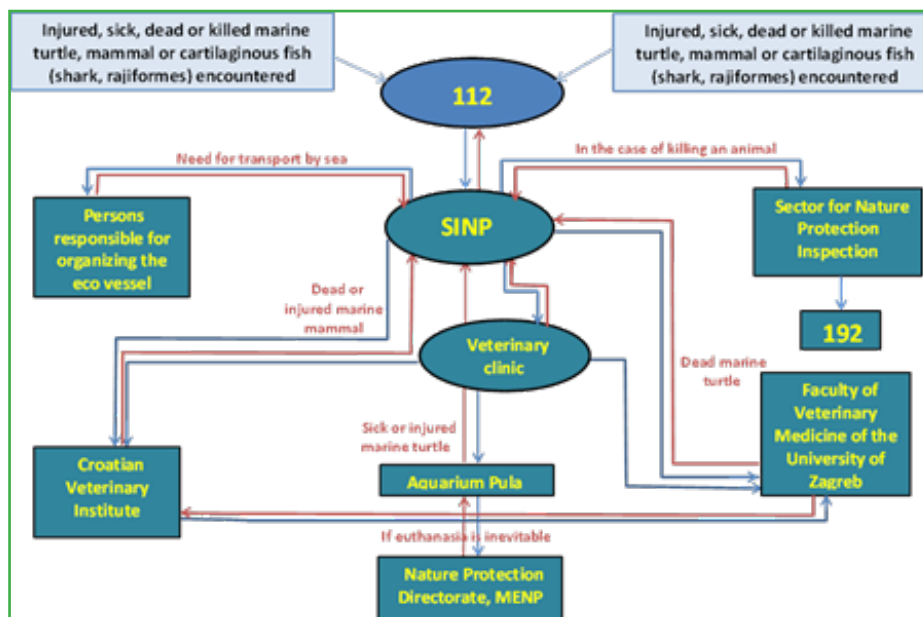 Injured, sick, dead or killed marine
turtle, mammal or cartilaginous fish
(shark, rajiformes) encountered
Injured, sick, dead or killed marine
turtle, mammal or cartilaginous fish
(shark, rajiformes) encountered
112
Need for transport by sea
In the case of killing an animal
Persons
responsible for
organizing the
eco vessel
SINP
Sector for Nature
Protection
Inspection
Dead or
injured marine
mammal
192
Veterinary
clinic
Dead marine
turtle
Faculty of
Veterinary
Medicine of the
University of
Zagreb
Sick or injured
marine turtle
Croatian
Veterinary
Institute
Aquarium Pula
If euthanasia is inevitable
Nature Protection
Directorate, MENP